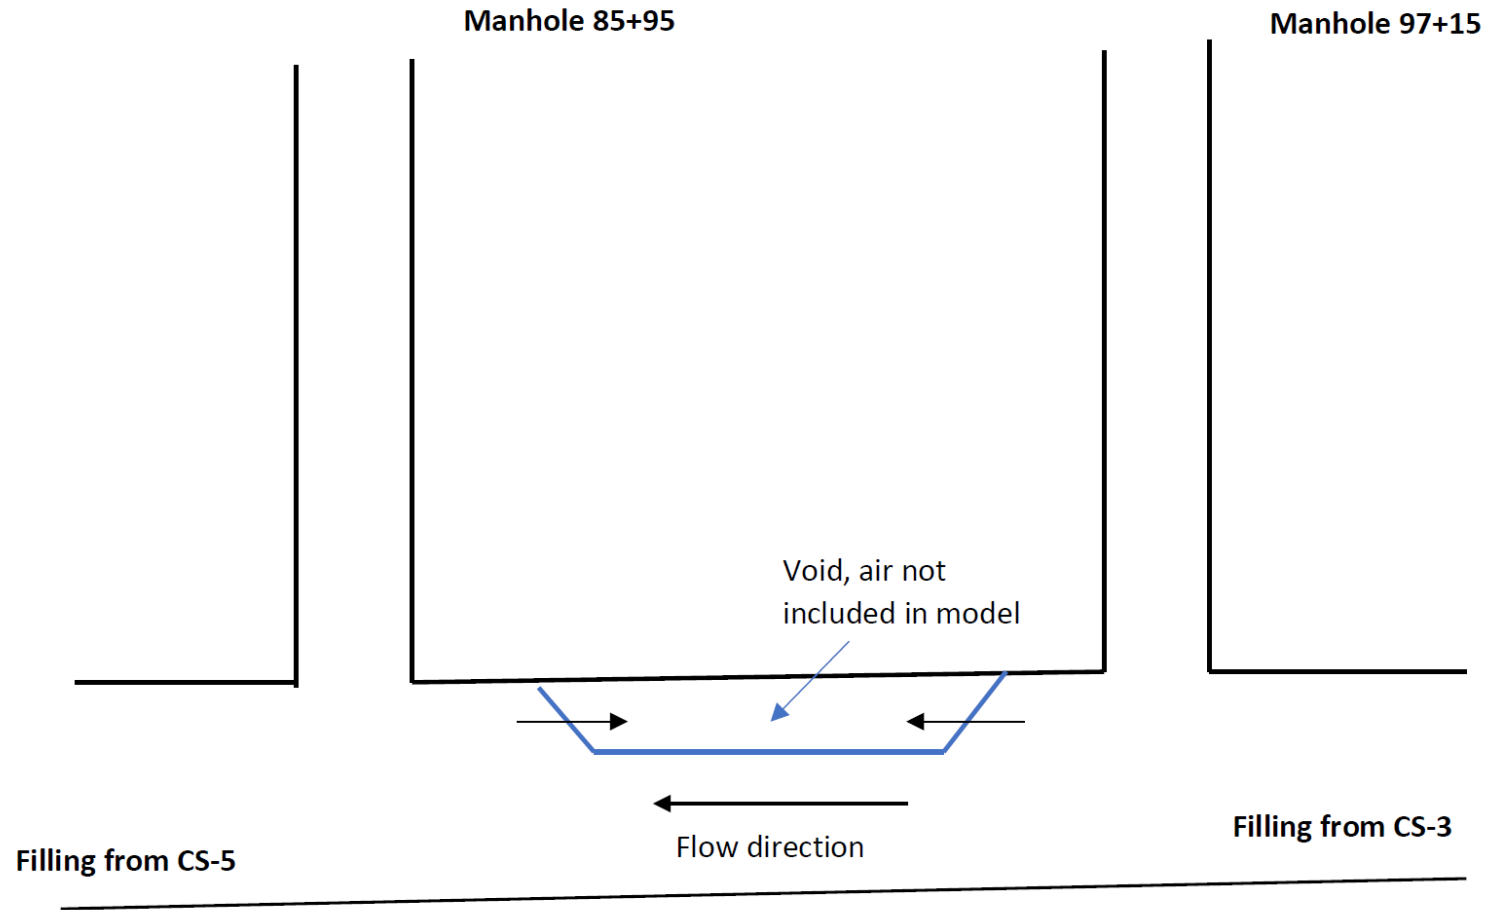 Manhole 85+95
Manhole 97+15
Void, air not
included in model
Filling from CS-3
Flow direction
Filling from CS-5